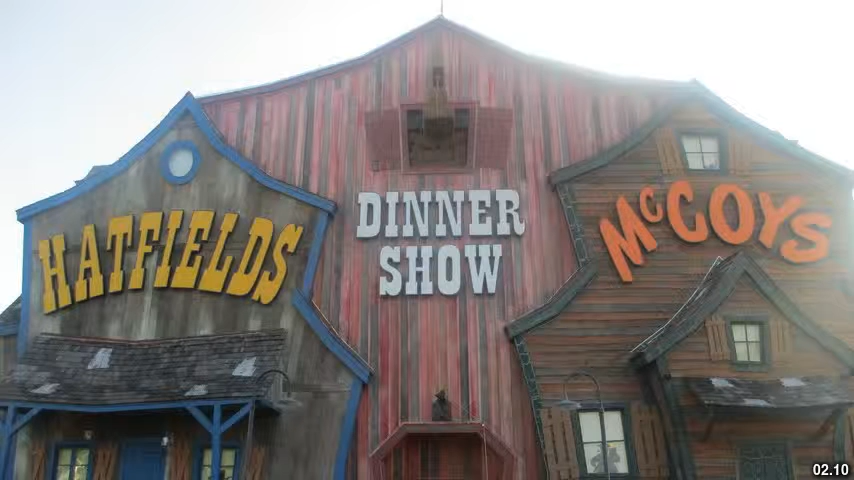 HATFIELDS
DINNER
SHOW
McCOYS
02.10